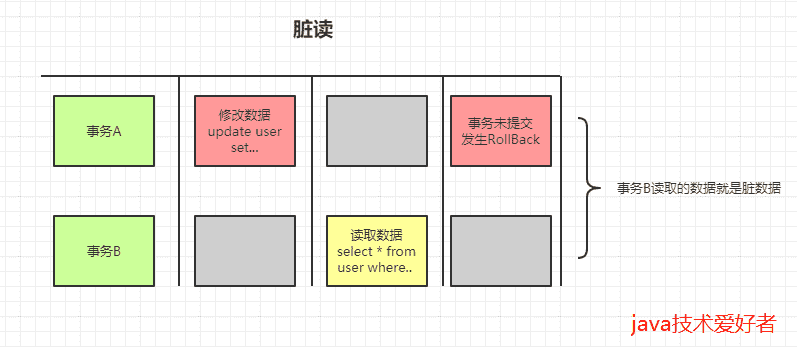 脏读
事务A
修改数据
update user
set...
事务未提交
发生RollBack
事务B读取的数据就是脏数据
事务B
读取数据
select * from
user where..
java技术爱好者